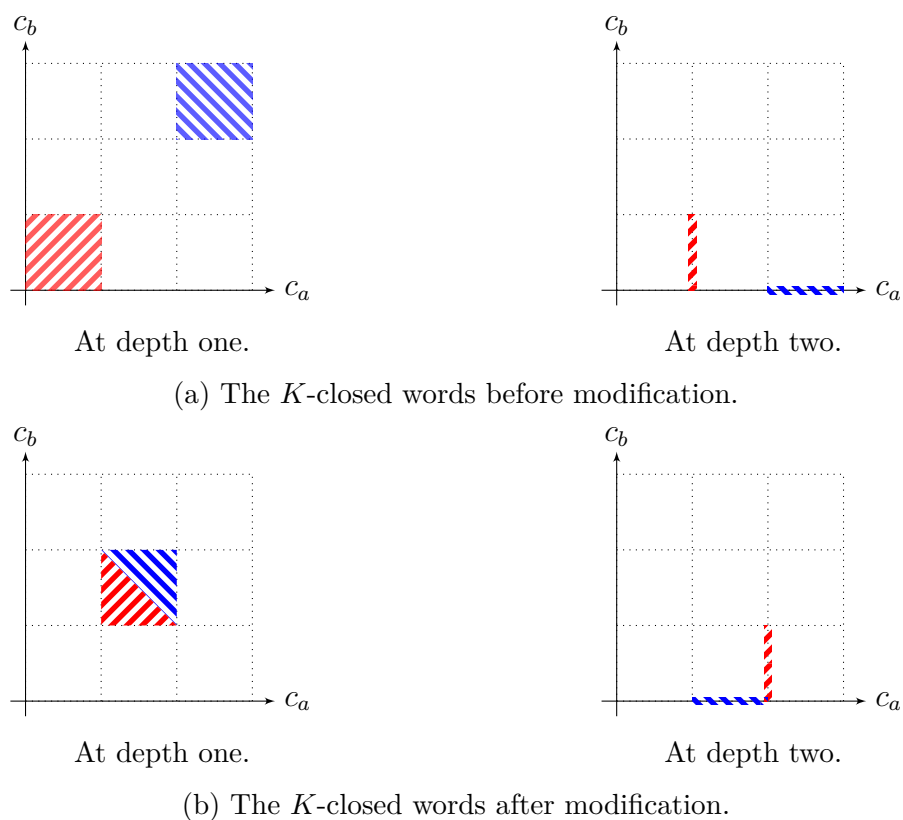 c_b c_b
c_a c_a
At depth one. At depth two.
(a) The K-closed words before modification.
c_b c_b
c_a c_a
At depth one. At depth two.
(b) The K-closed words after modification.